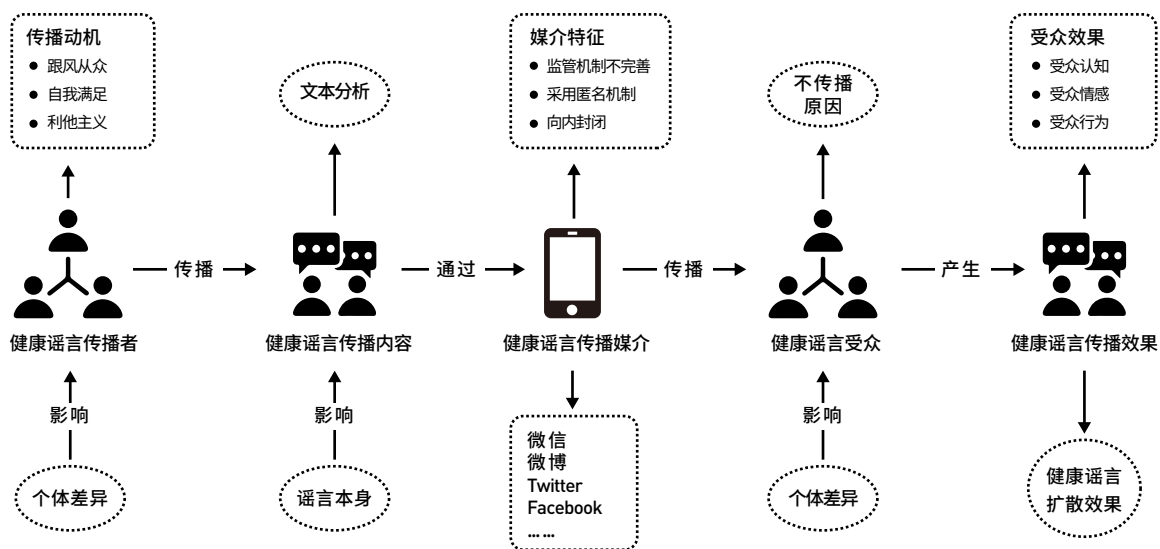 传播动机
● 跟风从众
● 自我满足
● 利他主义
文本分析
媒介特征
● 监管机制不完善
● 采用匿名机制
● 向内封闭
不传播
原因
受众效果
● 受众认知
● 受众情感
● 受众行为
传播
通过
传播
产生
健康谣言传播者
健康谣言传播内容
健康谣言传播媒介
健康谣言受众
健康谣言传播效果
影响
影响
影响
个体差异
谣言本身
微信
微博
Twitter
Facebook
... ...
个体差异
健康谣言
扩散效果